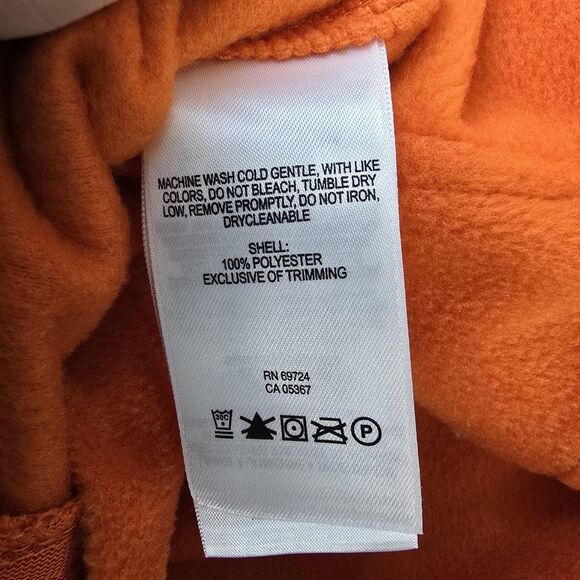 MACHINE WASH COLD GENTLE, WITH LIKE
COLORS, DO NOT BLEACH, TUMBLE DRY
LOW, REMOVE PROMPTLY, DO NOT IRON,
DRYCLEANABLE
SHELL:
100% POLYESTER
EXCLUSIVE OF TRIMMING
RN 69724
CA 05367
30C P